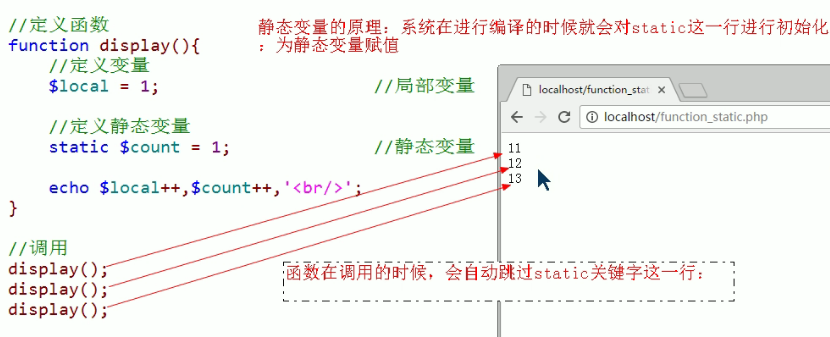 //定义函数
静态变量的原理：系统在进行编译的时候就会对static这一行进行初始化
：为静态变量赋值
function display(){
//定义变量
$local = 1; //局部变量
//定义静态变量
static $count = 1; //静态变量
echo $local++,$count++,'<br/>';
}
//调用
display();
display();
display();
localhost/function_stat
localhost/function_static.php
11
12
13
函数在调用的时候，会自动跳过static关键字这一行：